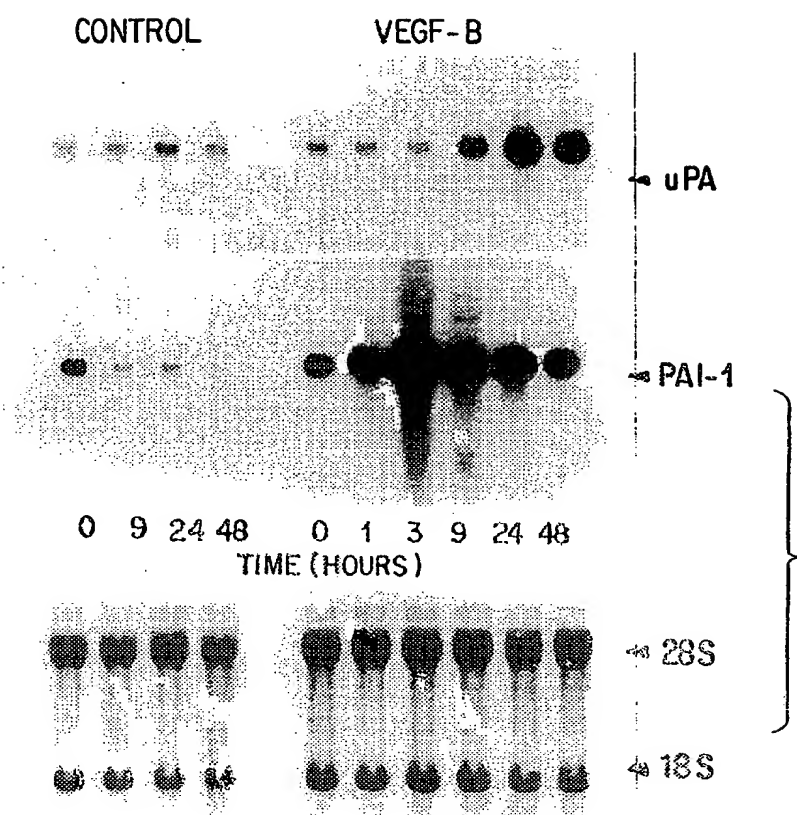 CONTROL VEGF-B
uPA
PAI-1
0 9 24 48 0 1 3 9 24 48
TIME (HOURS)
28S
18S